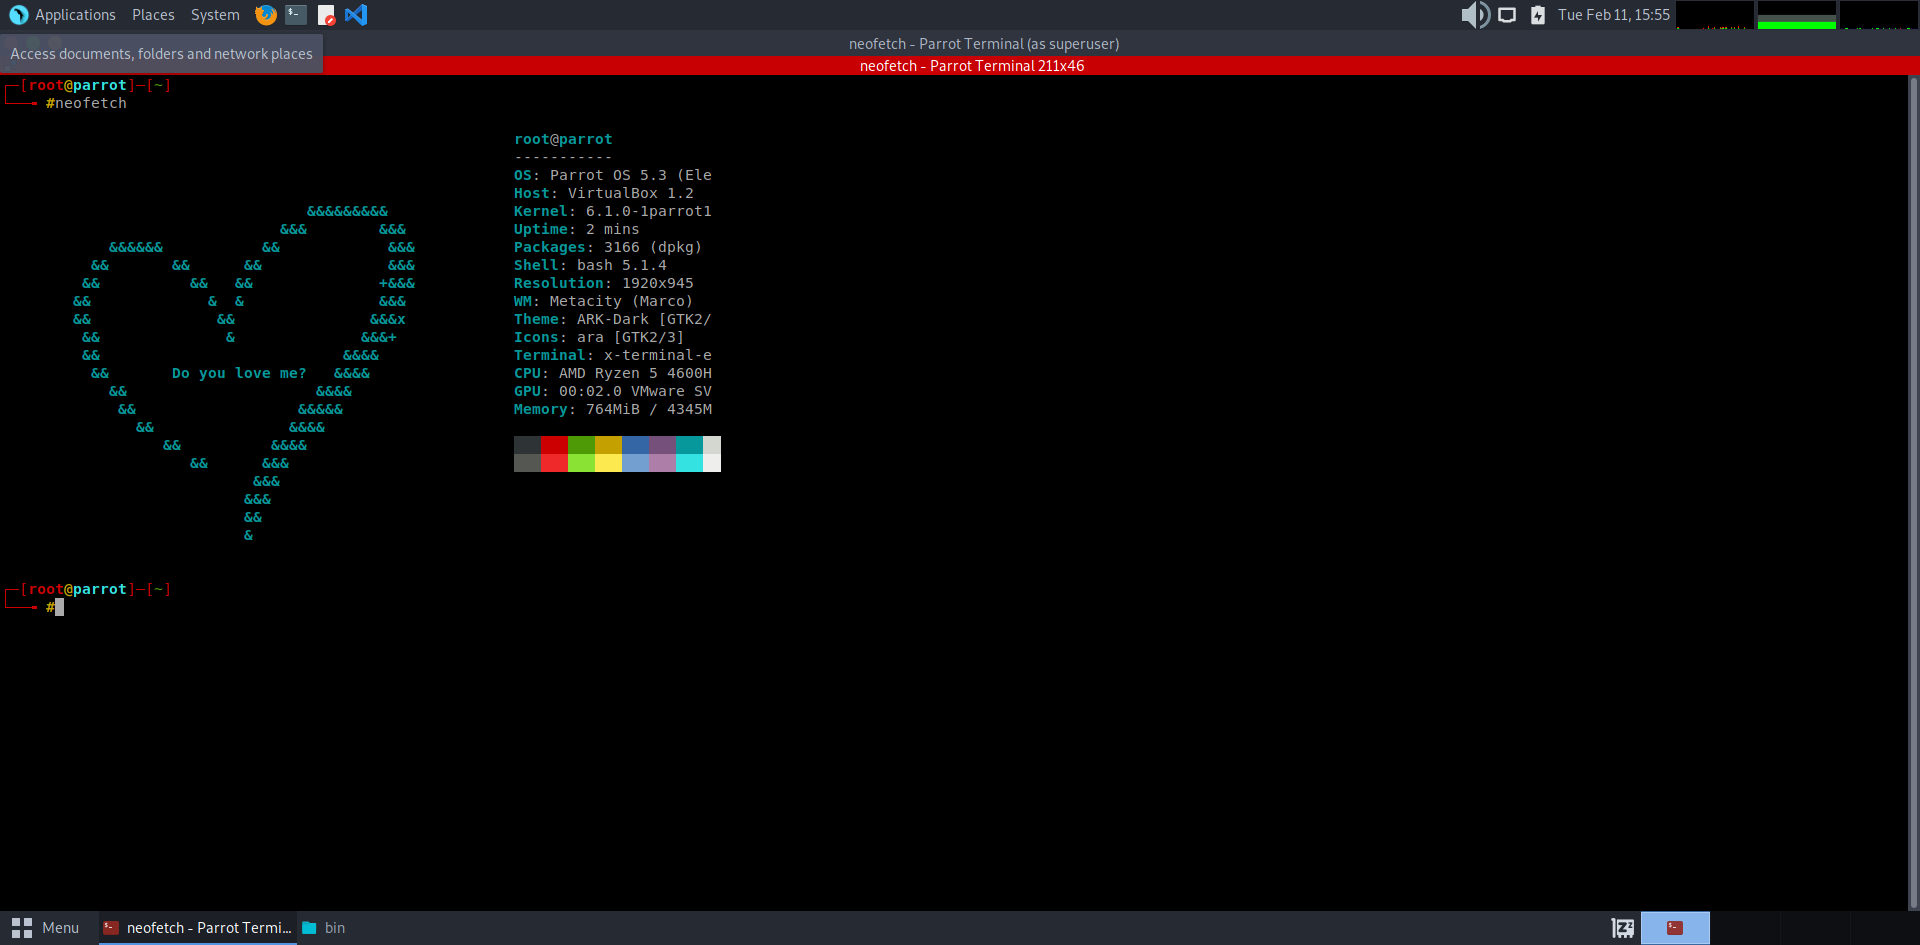 Applications Places System Tue Feb 11, 15:55
Access documents, folders and network places
neofetch - Parrot Terminal (as superuser)
neofetch - Parrot Terminal 211x46
[root@parrot]-[~]
#neofetch
root@parrot
-----------
OS: Parrot OS 5.3 (Ele
Host: VirtualBox 1.2
&&&&&&&&& Kernel: 6.1.0-1parrot1
&&& &&& Uptime: 2 mins
&&&&&& && &&& Packages: 3166 (dpkg)
&& && && &&& Shell: bash 5.1.4
&& && && +&&& Resolution: 1920x945
&& & & &&& WM: Metacity (Marco)
&& && &&&x Theme: ARK-Dark [GTK2/
&& & &&&+ Icons: ara [GTK2/3]
&& &&&& Terminal: x-terminal-e
&& Do you love me? &&&& CPU: AMD Ryzen 5 4600H
&& &&&& GPU: 00:02.0 VMware SV
&& &&&&& Memory: 764MiB / 4345M
&& &&&&
&& &&&&
&& &&&
&&&
&&&
&&
&
[root@parrot]-[~]
#
Menu neofetch - Parrot Termi... bin